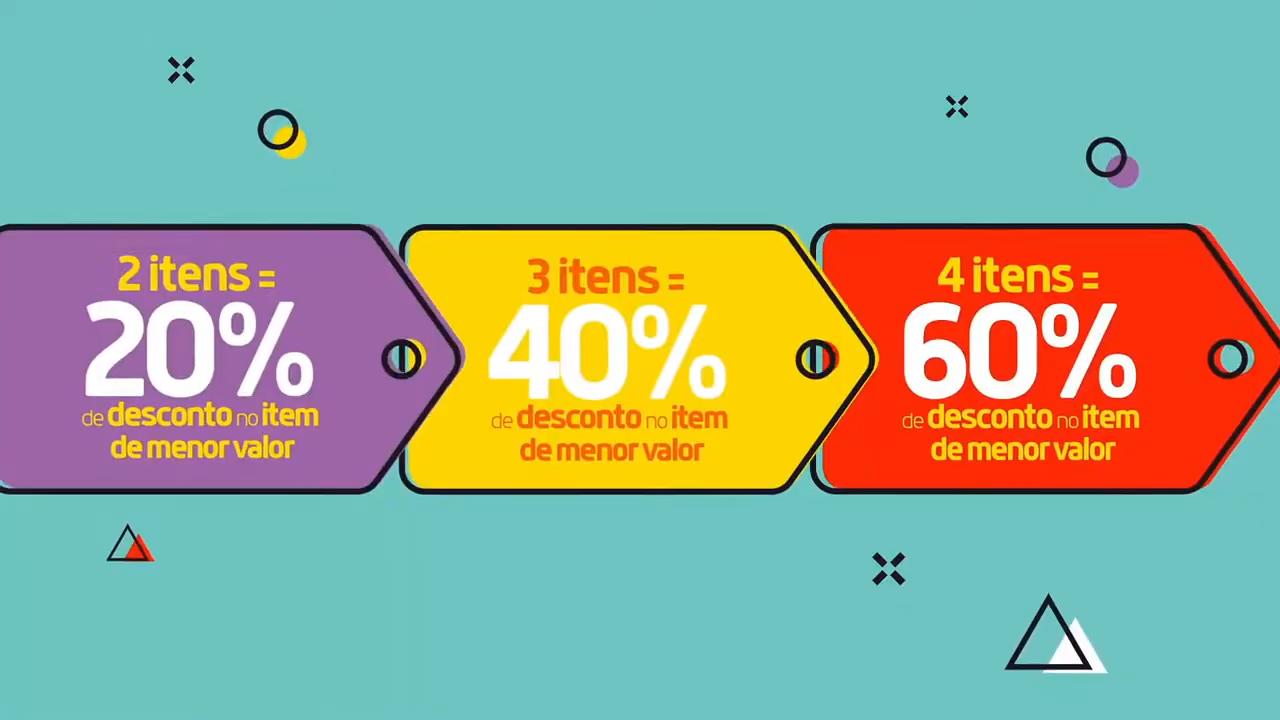 2 itens =
20%
de desconto no item
de menor valor
3 itens =
40%
de desconto no item
de menor valor
4 itens =
60%
de desconto no item
de menor valor